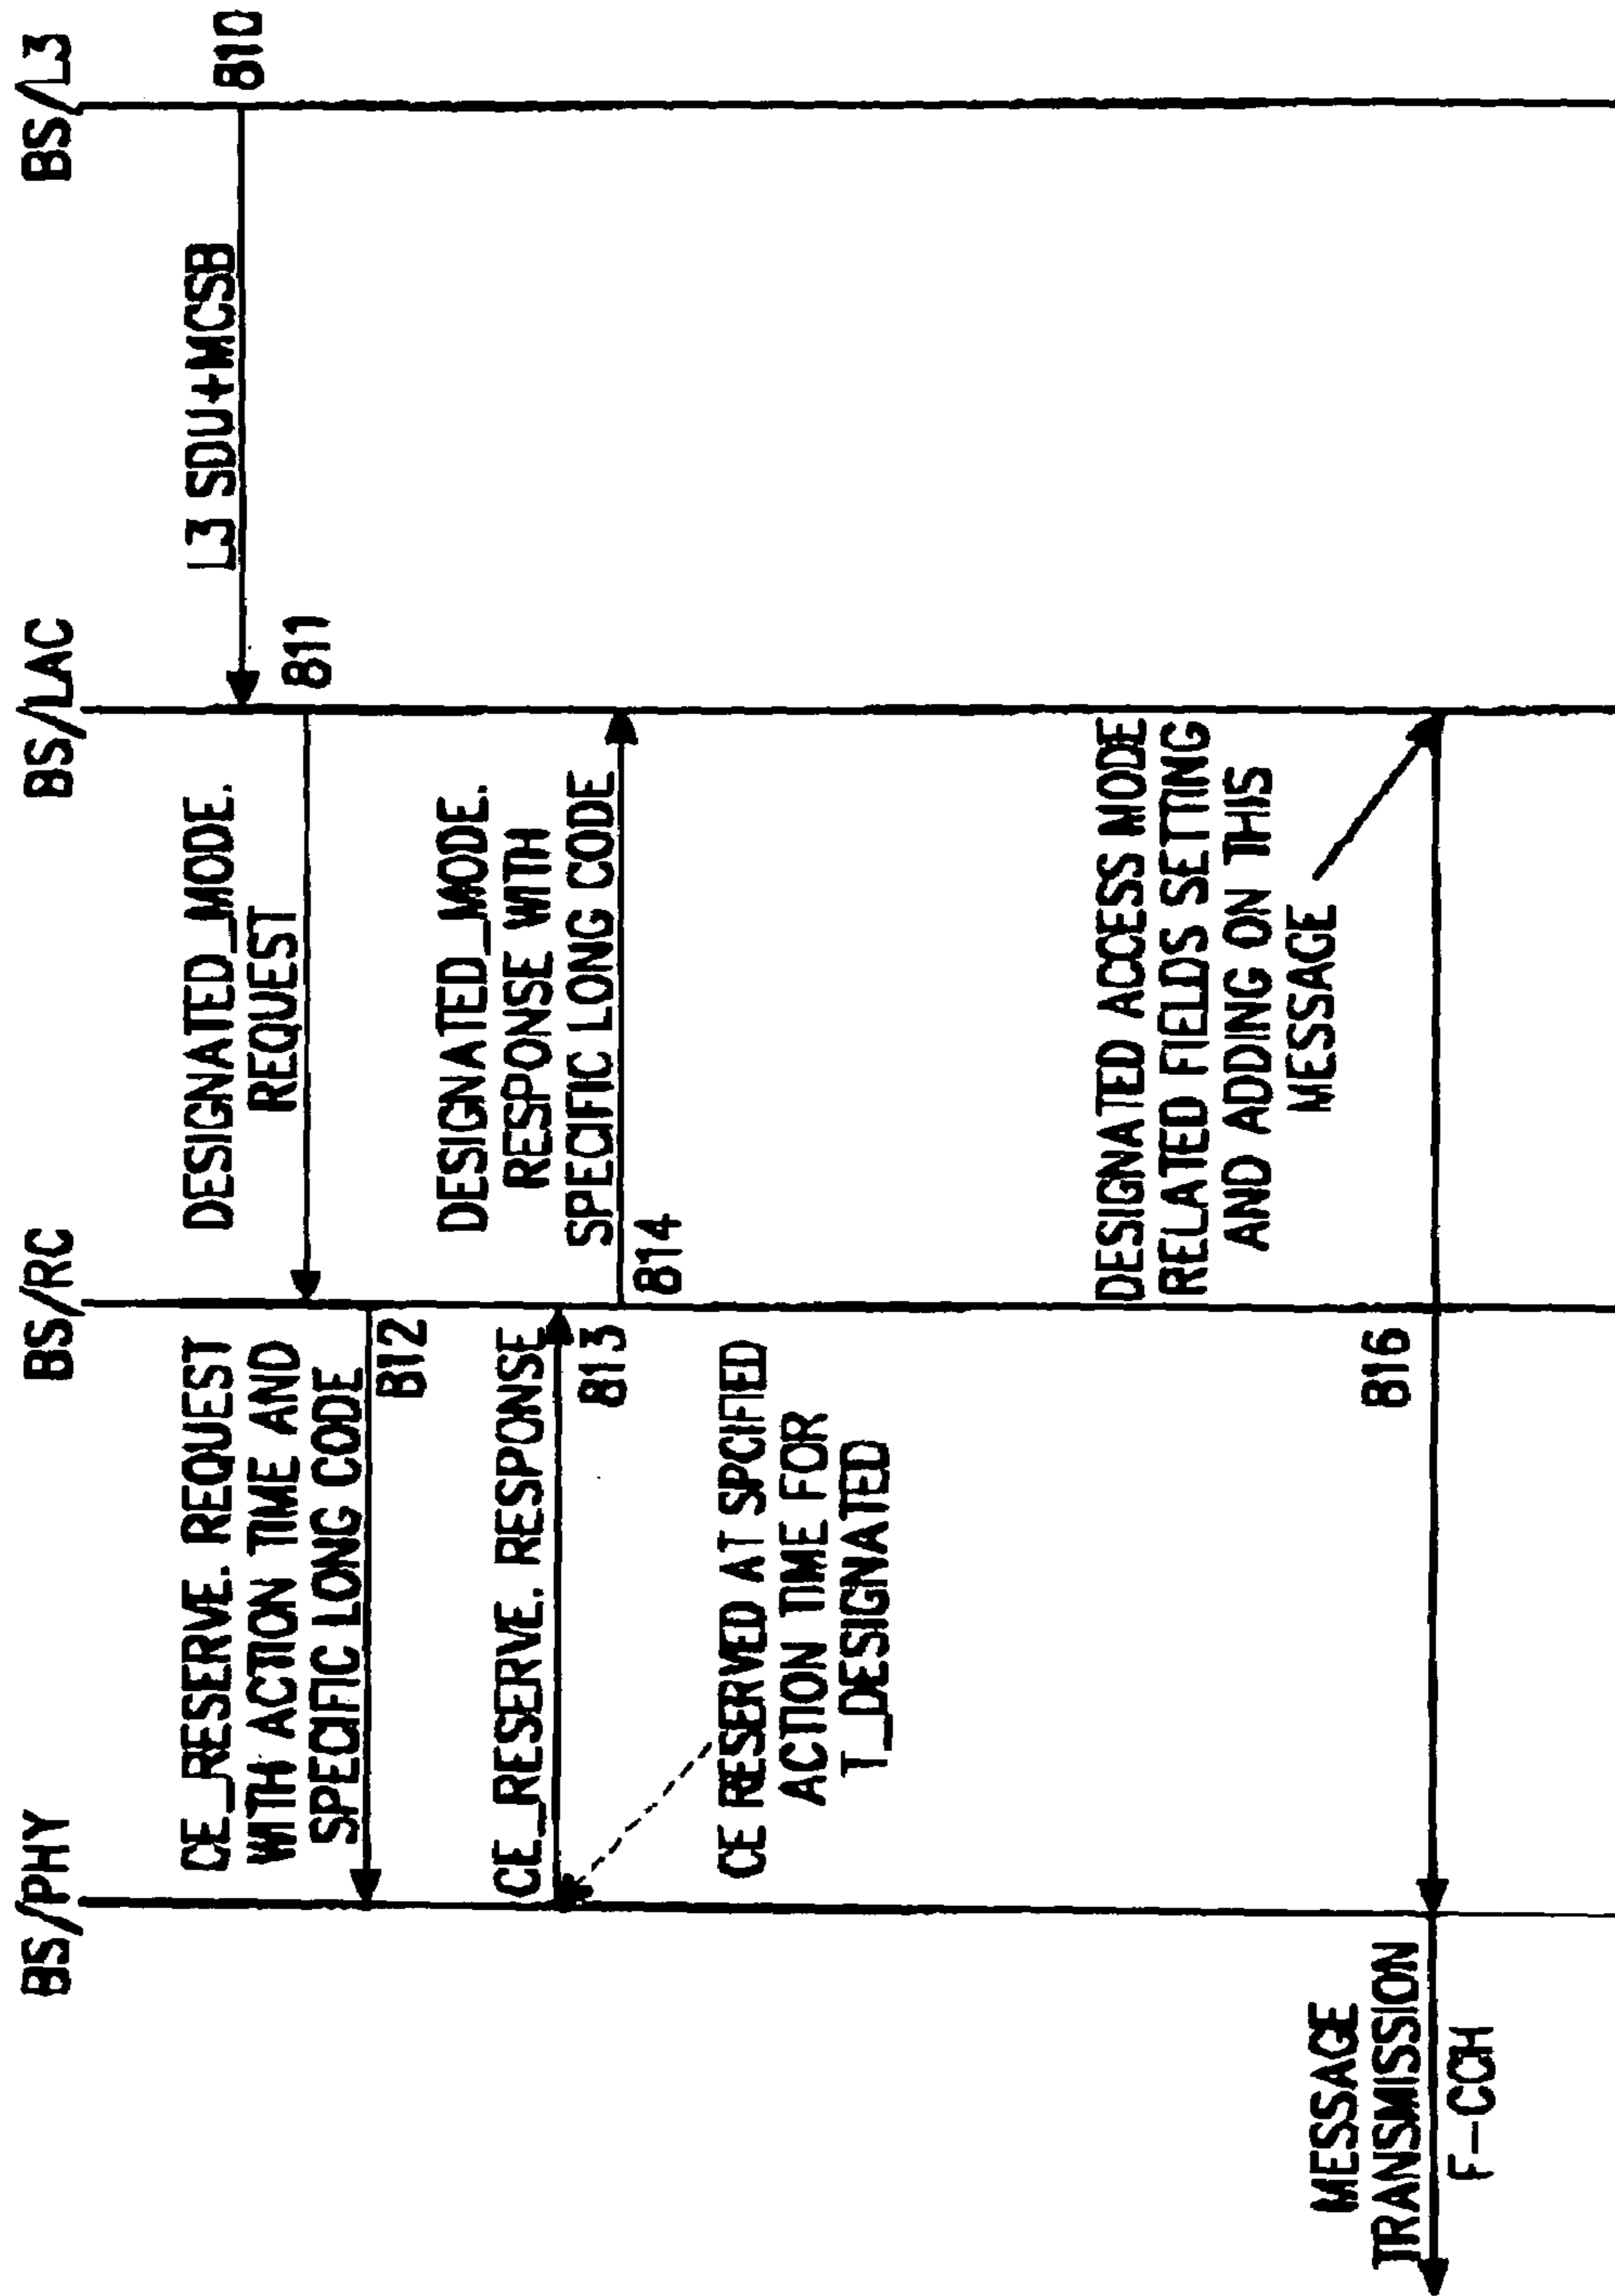 BS/PHY
BS/RC
BS/LAC
BS/L3
L3 SDU+MCSB
810
DESIGNATED_MODE.
REQUEST
811
CE_RESERVE. REQUEST
WITH ACTION TIME AND
SPECIFIC LONG CODE
812
CE_RESERVE. RESPONSE
813
DESIGNATED_MODE.
RESPONSE WITH
SPECIFIC LONG CODE
814
CE RESERVED AT SPCIFIED
ACTION TIME FOR
T_DESIGNATED
DESIGNATED ACCESS MODE
RELATED FIELDS SETTING
AND ADDING ON THIS
MESSAGE
816
MESSAGE
TRANSMISSION
F-CCH